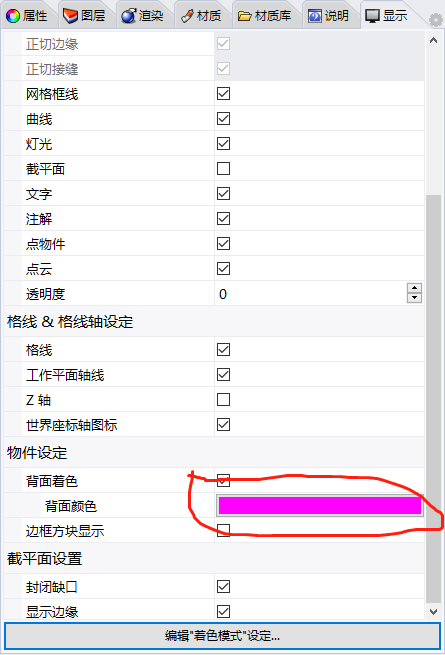 属性 图层 渲染 材质 材质库 说明 显示
正切边缘
正切接缝
网格框线
曲线
灯光
截平面
文字
注解
点物件
点云
透明度 0
格线 & 格线轴设定
格线
工作平面轴线
Z 轴
世界座标轴图标
物件设定
背面着色
背面颜色
边框方块显示
截平面设置
封闭缺口
显示边缘
编辑"着色模式"设定...